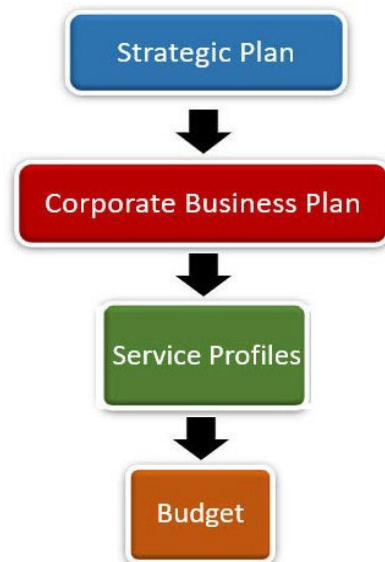 Strategic Plan
Corporate Business Plan
Service Profiles
Budget